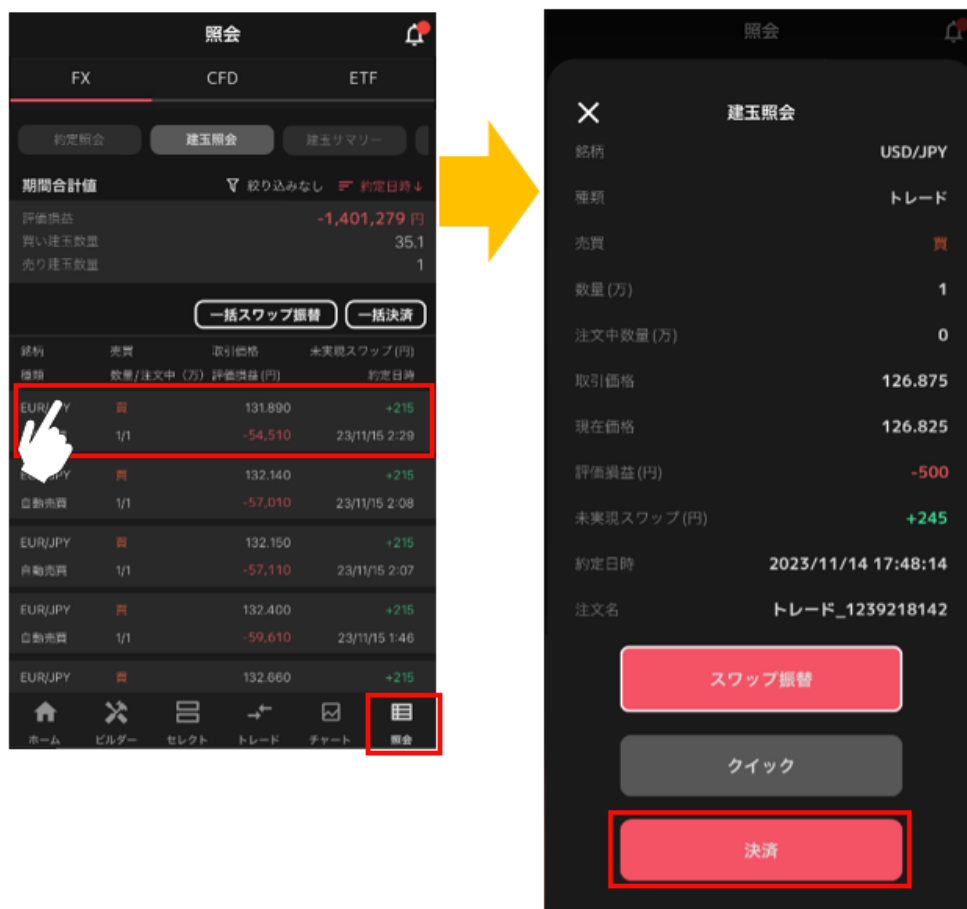 照会
FX CFD ETF
約定照会 建玉照会 建玉サマリー
期間合計値 絞り込みなし 約定日時↓
評価損益 -1,401,279 円
買い建玉数量 35.1
売り建玉数量 1
一括スワップ振替 一括決済
銘柄 売買 取引価格 未実現スワップ(円)
種類 数量/注文中（万） 評価損益(円) 約定日時
EUR/JPY 買 131.890 +215
1/1 -54,510 23/11/15 2:29
EUR/JPY 買 132.140 +215
自動売買 1/1 -57,010 23/11/15 2:08
EUR/JPY 買 132.150 +215
自動売買 1/1 -57,110 23/11/15 2:07
EUR/JPY 買 132.400 +215
自動売買 1/1 -59,610 23/11/15 1:46
EUR/JPY 買 132.660 +215
ホーム ビルダー セレクト トレード チャート 照会
照会
建玉照会
銘柄 USD/JPY
種類 トレード
売買 買
数量(万) 1
注文中数量(万) 0
取引価格 126.875
現在価格 126.825
評価損益(円) -500
未実現スワップ(円) +245
約定日時 2023/11/14 17:48:14
注文名 トレード_1239218142
スワップ振替
クイック
決済